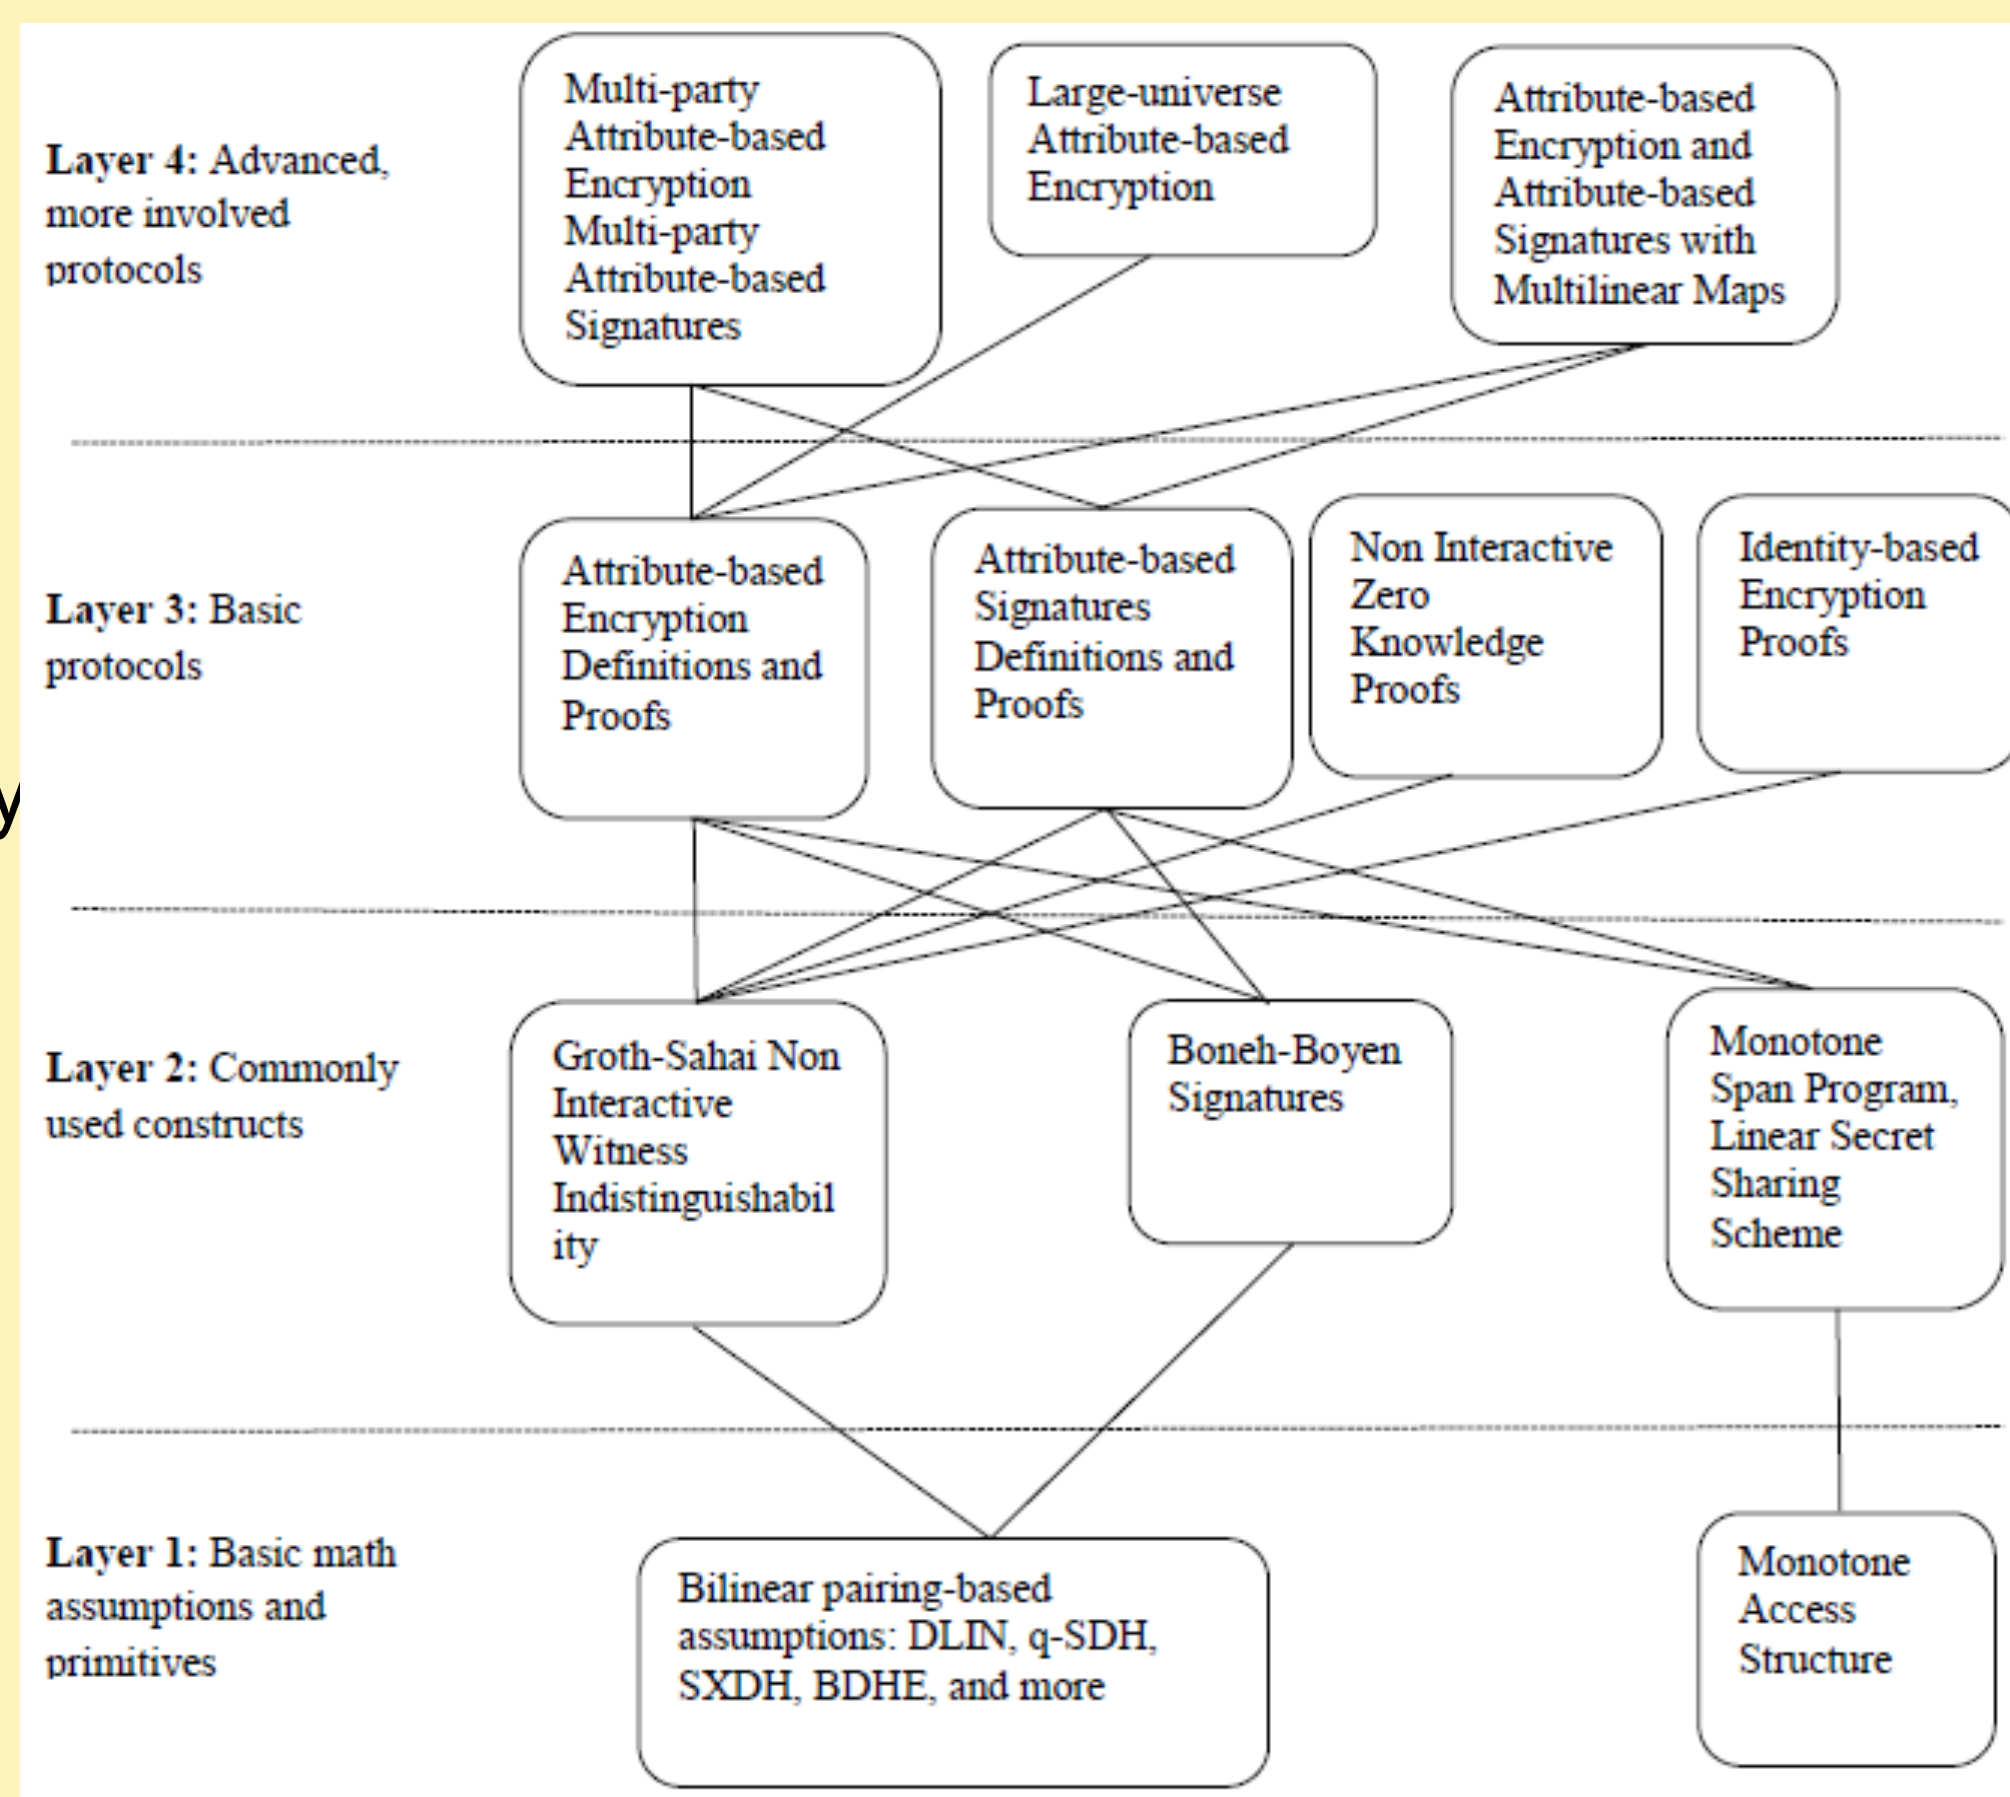 Layer 4: Advanced,
more involved
protocols
Multi-party
Attribute-based
Encryption
Multi-party
Attribute-based
Signatures
Large-universe
Attribute-based
Encryption
Attribute-based
Encryption and
Attribute-based
Signatures with
Multilinear Maps
Layer 3: Basic
protocols
Attribute-based
Encryption
Definitions and
Proofs
Attribute-based
Signatures
Definitions and
Proofs
Non Interactive
Zero
Knowledge
Proofs
Identity-based
Encryption
Proofs
y
Layer 2: Commonly
used constructs
Groth-Sahai Non
Interactive
Witness
Indistinguishabil
ity
Boneh-Boyen
Signatures
Monotone
Span Program,
Linear Secret
Sharing
Scheme
Layer 1: Basic math
assumptions and
primitives
Bilinear pairing-based
assumptions: DLIN, q-SDH,
SXDH, BDHE, and more
Monotone
Access
Structure